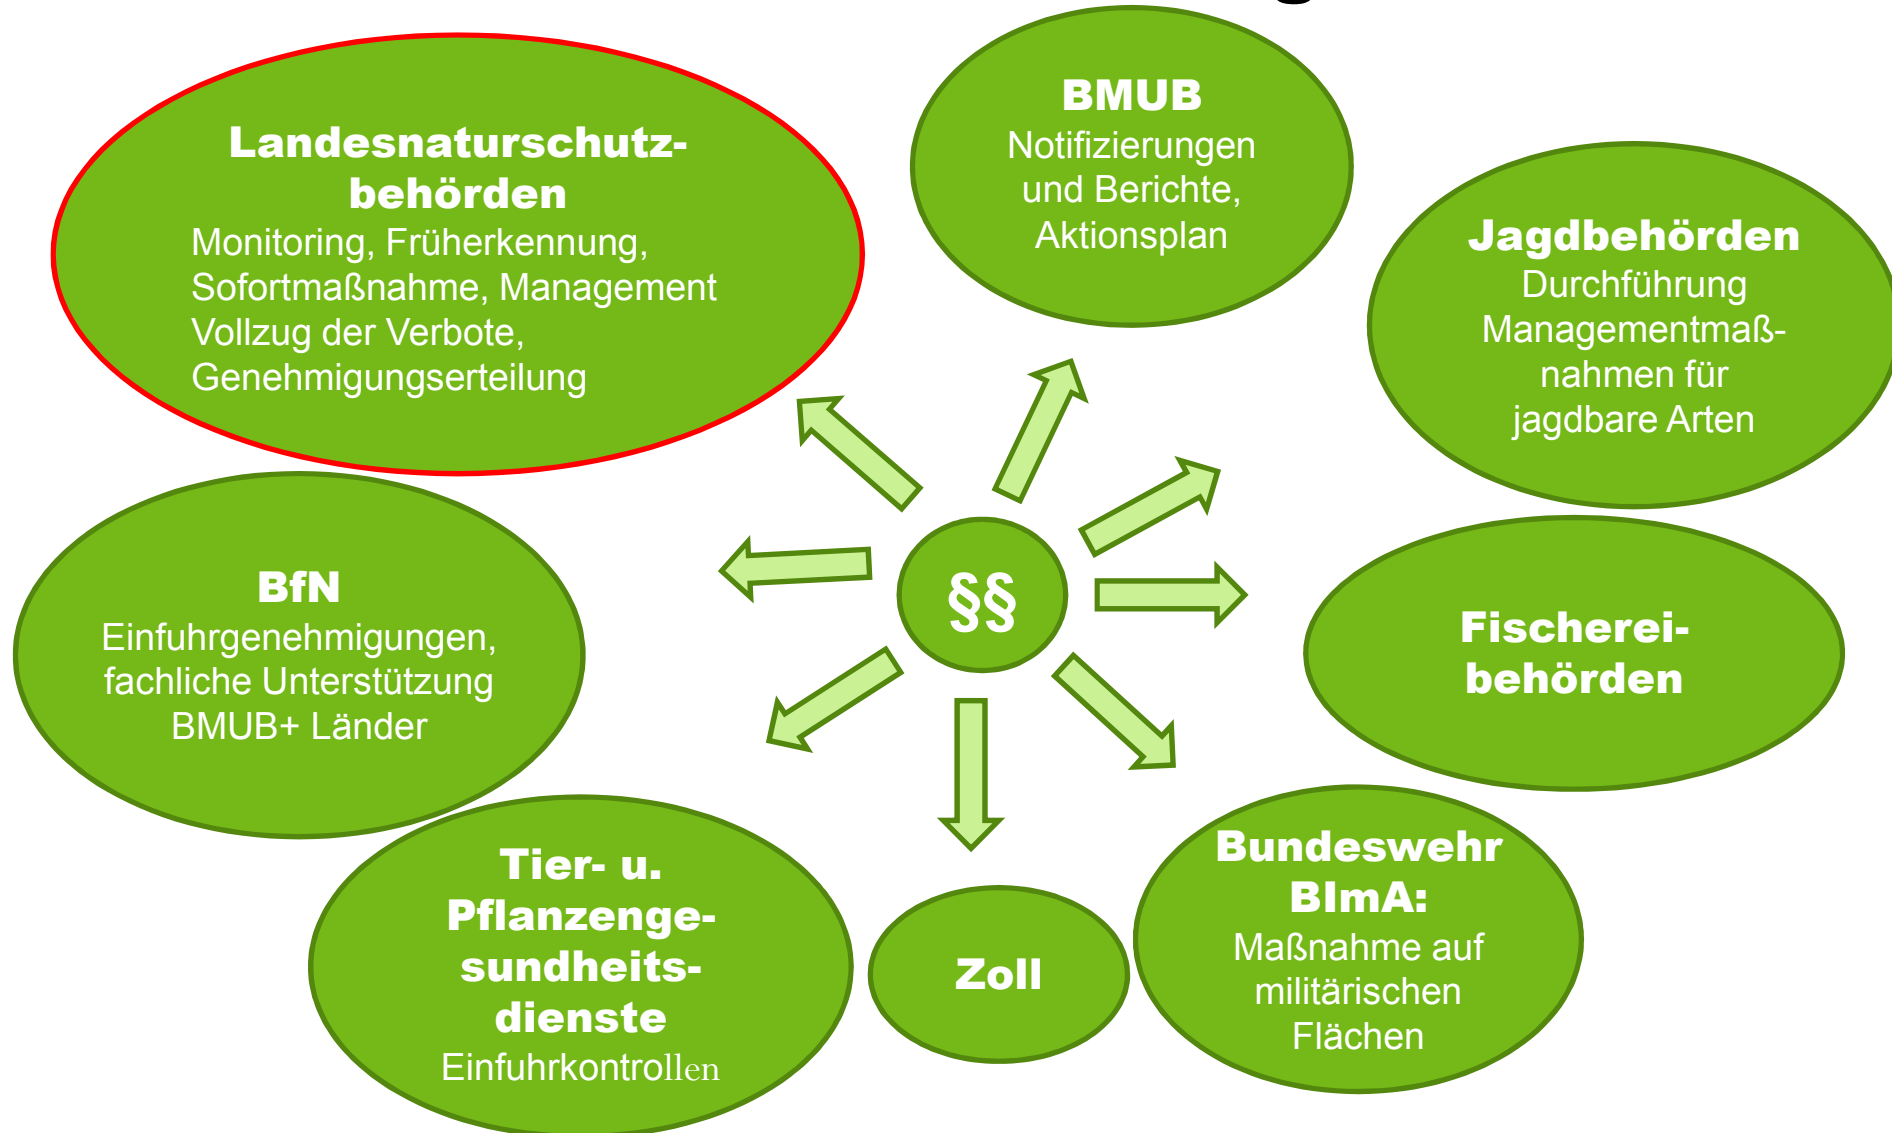 Landesnaturschutz-
behörden
Monitoring, Früherkennung,
Sofortmaßnahme, Management
Vollzug der Verbote,
Genehmigungserteilung
BMUB
Notifizierungen
und Berichte,
Aktionsplan
Jagdbehörden
Durchführung
Managementmaß-
nahmen für
jagdbare Arten
BfN
Einfuhrgenehmigungen,
fachliche Unterstützung
BMUB+ Länder
§§
Fischerei-
behörden
Tier- u.
Pflanzenge-
sundheits-
dienste
Einfuhrkontrollen
Zoll
Bundeswehr
BImA:
Maßnahme auf
militärischen
Flächen